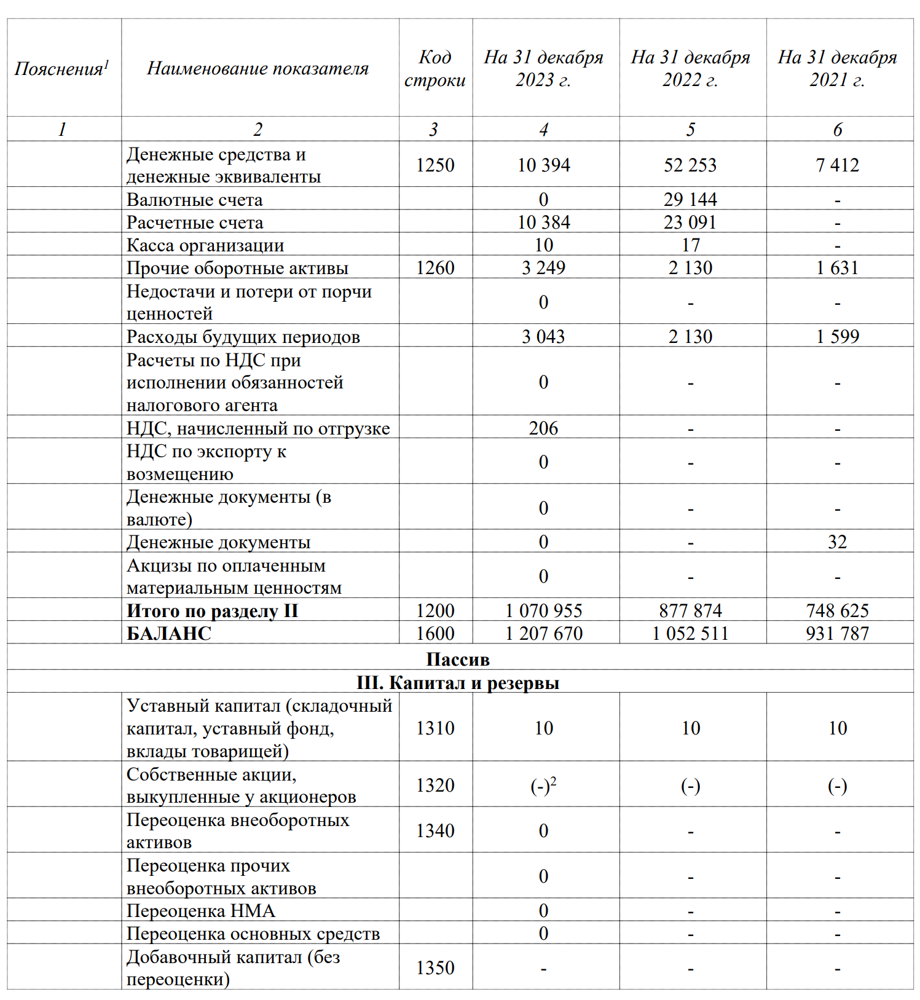 Пояснения1 Наименование показателя Код строки На 31 декабря 2023 г. На 31 декабря 2022 г. На 31 декабря 2021 г.
1 2 3 4 5 6
Денежные средства и
денежные эквиваленты 1250 10 394 52 253 7 412
Валютные счета 0 29 144 -
Расчетные счета 10 384 23 091 -
Касса организации 10 17 -
Прочие оборотные активы 1260 3 249 2 130 1 631
Недостачи и потери от порчи
ценностей 0 - -
Расходы будущих периодов 3 043 2 130 1 599
Расчеты по НДС при
исполнении обязанностей
налогового агента 0 - -
НДС, начисленный по отгрузке 206 - -
НДС по экспорту к
возмещению 0 - -
Денежные документы (в
валюте) 0 - -
Денежные документы 0 - 32
Акцизы по оплаченным
материальным ценностям 0 - -
Итого по разделу II 1200 1 070 955 877 874 748 625
БАЛАНС 1600 1 207 670 1 052 511 931 787
Пассив
III. Капитал и резервы
Уставный капитал (складочный
капитал, уставный фонд,
вклады товарищей) 1310 10 10 10
Собственные акции,
выкупленные у акционеров 1320 (-)2 (-) (-)
Переоценка внеоборотных
активов 1340 0 - -
Переоценка прочих
внеоборотных активов 0 - -
Переоценка НМА 0 - -
Переоценка основных средств 0 - -
Добавочный капитал (без
переоценки) 1350 - - -